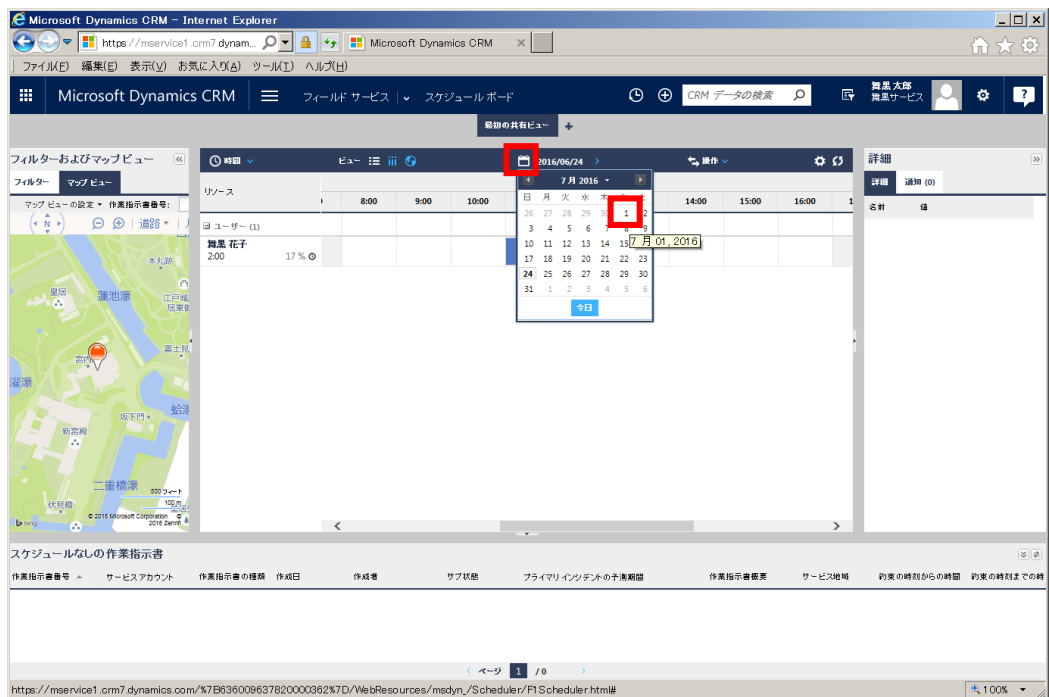 Microsoft Dynamics CRM - Internet Explorer
https://mservice1.crm7.dynam...
Microsoft Dynamics CRM
ファイル(F) 編集(E) 表示(V) お気に入り(A) ツール(T) ヘルプ(H)
Microsoft Dynamics CRM
フィールド サービス
スケジュール ボード
CRM データの検索
舞黒 太郎
舞黒サービス
最初の共有ビュー
フィルターおよびマップ ビュー
時間
ビュー
2016/06/24
操作
詳細
フィルター マップ ビュー
リソース
詳細 通知 (0)
マップ ビューの設定 作業指示書番号:
8:00 9:00 10:00 14:00 15:00 16:00 1
名前 値
7月 2016
日 月 火 水 木
26 27 28 29 30 1 2
3 4 5 6 7 8 9
10 11 12 13 14 15
17 18 19 20 21 22 23
24 25 26 27 28 29 30
31 1 2 3 4 5 6
今日
7 月 01, 2016
ユーザー (1)
舞黒 花子
2:00 17 %
N
道路
本丸跡
皇居
蓮池濠
江戸城
富士見
宮内
濯濠
坂下門
蛤濠
新宮殿
二重橋濠
伏見櫓
500 フィート
100 m
bing
© 2016 Microsoft Corporation
2016 Zenrin
スケジュールなしの作業指示書
作業指示書番号 サービス アカウント 作業指示書の種類 作成日 作成者 サブ状態 プライマリ インシデントの予測期間 作業指示書概要 サービス地域 約束の時刻からの時間 約束の時刻までの時
ページ 1 / 0
https://mservice1.crm7.dynamics.com/%7B636009637820000362%7D/WebResources/msdyn_/Scheduler/F1Scheduler.html#
100%